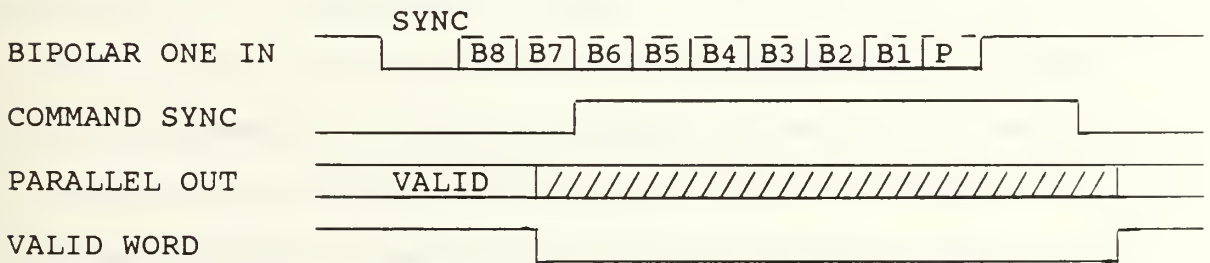 SYNC
BIPOLAR ONE IN B8 B7 B6 B5 B4 B3 B2 B1 P
COMMAND SYNC
PARALLEL OUT VALID
VALID WORD